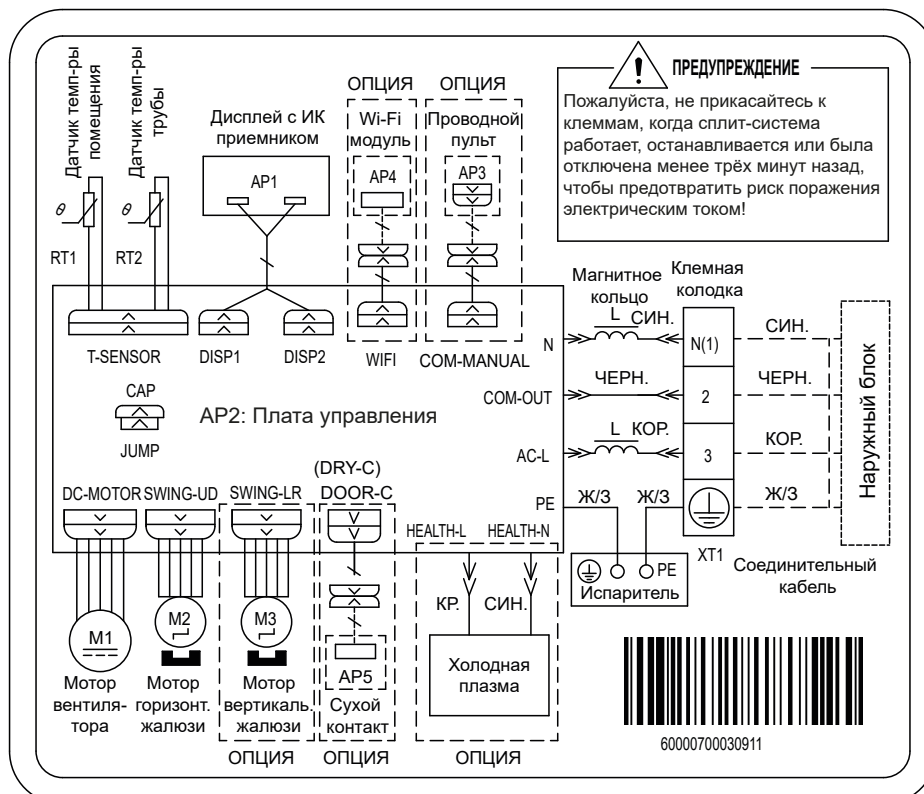 Датчик темп-ры
помещения
Датчик темп-ры
трубы
Дисплей с ИК
приемником
ОПЦИЯ
Wi-Fi
модуль
ОПЦИЯ
Проводной
пульт
ПРЕДУПРЕЖДЕНИЕ
Пожалуйста, не прикасайтесь к
клеммам, когда сплит-система
работает, останавливается или была
отключена менее трёх минут назад,
чтобы предотвратить риск поражения
электрическим током!
AP1
AP4
AP3
θ
θ
RT1
RT2
T-SENSOR
DISP1
DISP2
WIFI
COM-MANUAL
Магнитное
кольцо
Клемная
колодка
N
L
СИН.
N(1)
СИН.
COM-OUT
ЧЕРН.
2
ЧЕРН.
AC-L
L
КОР.
3
КОР.
PE
Ж/З
Ж/З
Ж/З
XT1
Наружный блок
Соединительный
кабель
PE
Испаритель
CAP
JUMP
AP2: Плата управления
DC-MOTOR
SWING-UD
SWING-LR
(DRY-C)
DOOR-C
HEALTH-L
HEALTH-N
КР.
СИН.
M1
M2
M3
AP5
Холодная
плазма
Мотор
вентиля-
тора
Мотор
горизонт.
жалюзи
Мотор
вертикаль.
жалюзи
Сухой
контакт
ОПЦИЯ
ОПЦИЯ
ОПЦИЯ
60000700030911